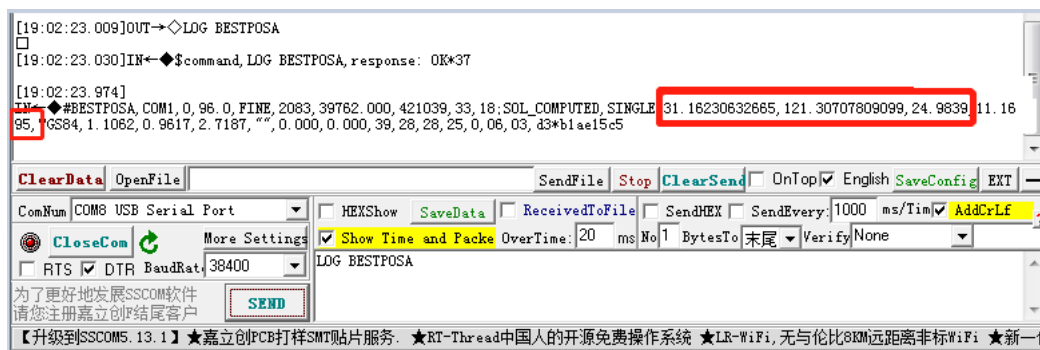 [19:02:23.009]OUT→◇LOG BESTPOSA
□
[19:02:23.030]IN←◆$command,LOG BESTPOSA,response: OK*37
[19:02:23.974]
IN←◆#BESTPOSA,COM1,0,96.0,FINE,2083,39762.000,421039,33,18;SOL_COMPUTED,SINGLE,31.16230632665,121.30707809099,24.9839,11.16
95,"GS84,1.1062,0.9617,2.7187,"",0.000,0.000,39,28,28,25,0,06,03,d3*b1ae15c5
ClearData OpenFile SendFile Stop ClearSend OnTop English SaveConfig EXT —
ComNum COM8 USB Serial Port HEXShow SaveData ReceivedToFile SendHEX SendEvery: 1000 ms/Tim AddCrLf
CloseCom More Settings Show Time and Packe OverTime: 20 ms No 1 BytesTo 末尾 Verify None
RTS DTR BaudRat 38400 LOG BESTPOSA
为了更好地发展SSCOM软件
请您注册嘉立创F结尾客户 SEND
【升级到SSCOM5.13.1】★嘉立创PCB打样SMT贴片服务. ★RT-Thread中国人的开源免费操作系统 ★LR-WiFi,无与伦比8KM远距离非标WiFi ★新一